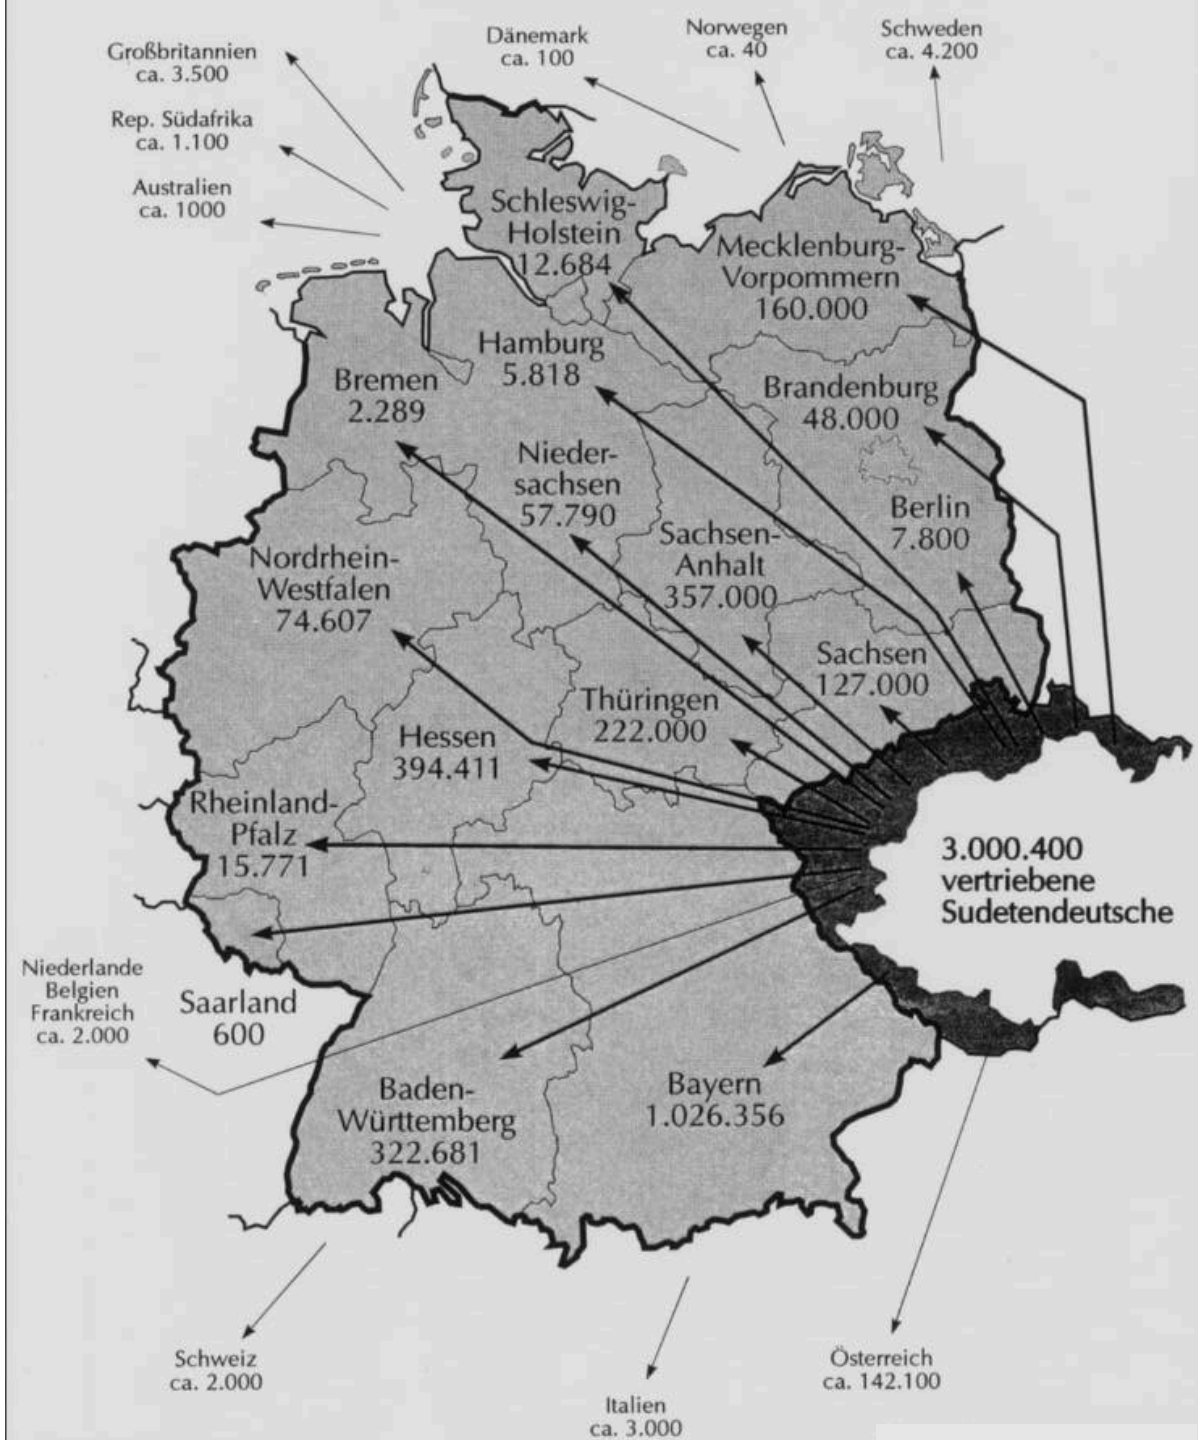 Großbritannien
ca. 3.500
Rep. Südafrika
ca. 1.100
Australien
ca. 1000
Dänemark
ca. 100
Norwegen
ca. 40
Schweden
ca. 4.200
Schleswig-
Holstein
12.684
Mecklenburg-
Vorpommern
160.000
Hamburg
5.818
Bremen
2.289
Brandenburg
48.000
Nieder-
sachsen
57.790
Berlin
7.800
Sachsen-
Anhalt
357.000
Nordrhein-
Westfalen
74.607
Sachsen
127.000
Thüringen
222.000
Hessen
394.411
Rheinland-
Pfalz
15.771
3.000.400
vertriebene
Sudetendeutsche
Niederlande
Belgien
Frankreich
ca. 2.000
Saarland
600
Baden-
Württemberg
322.681
Bayern
1.026.356
Schweiz
ca. 2.000
Italien
ca. 3.000
Österreich
ca. 142.100